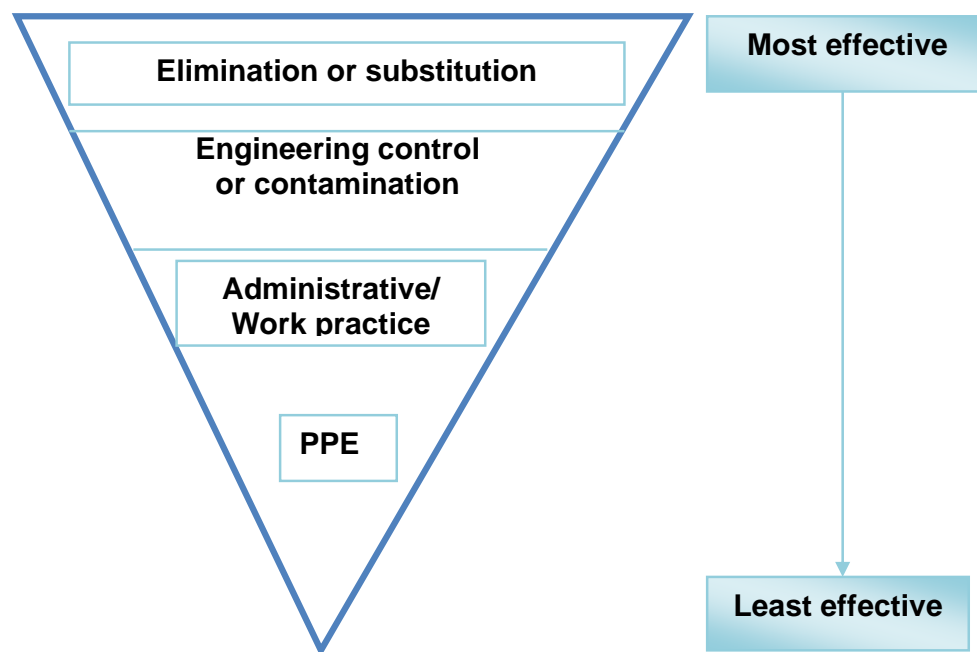 Elimination or substitution
Most effective
Engineering control
or contamination
Administrative/
Work practice
PPE
Least effective